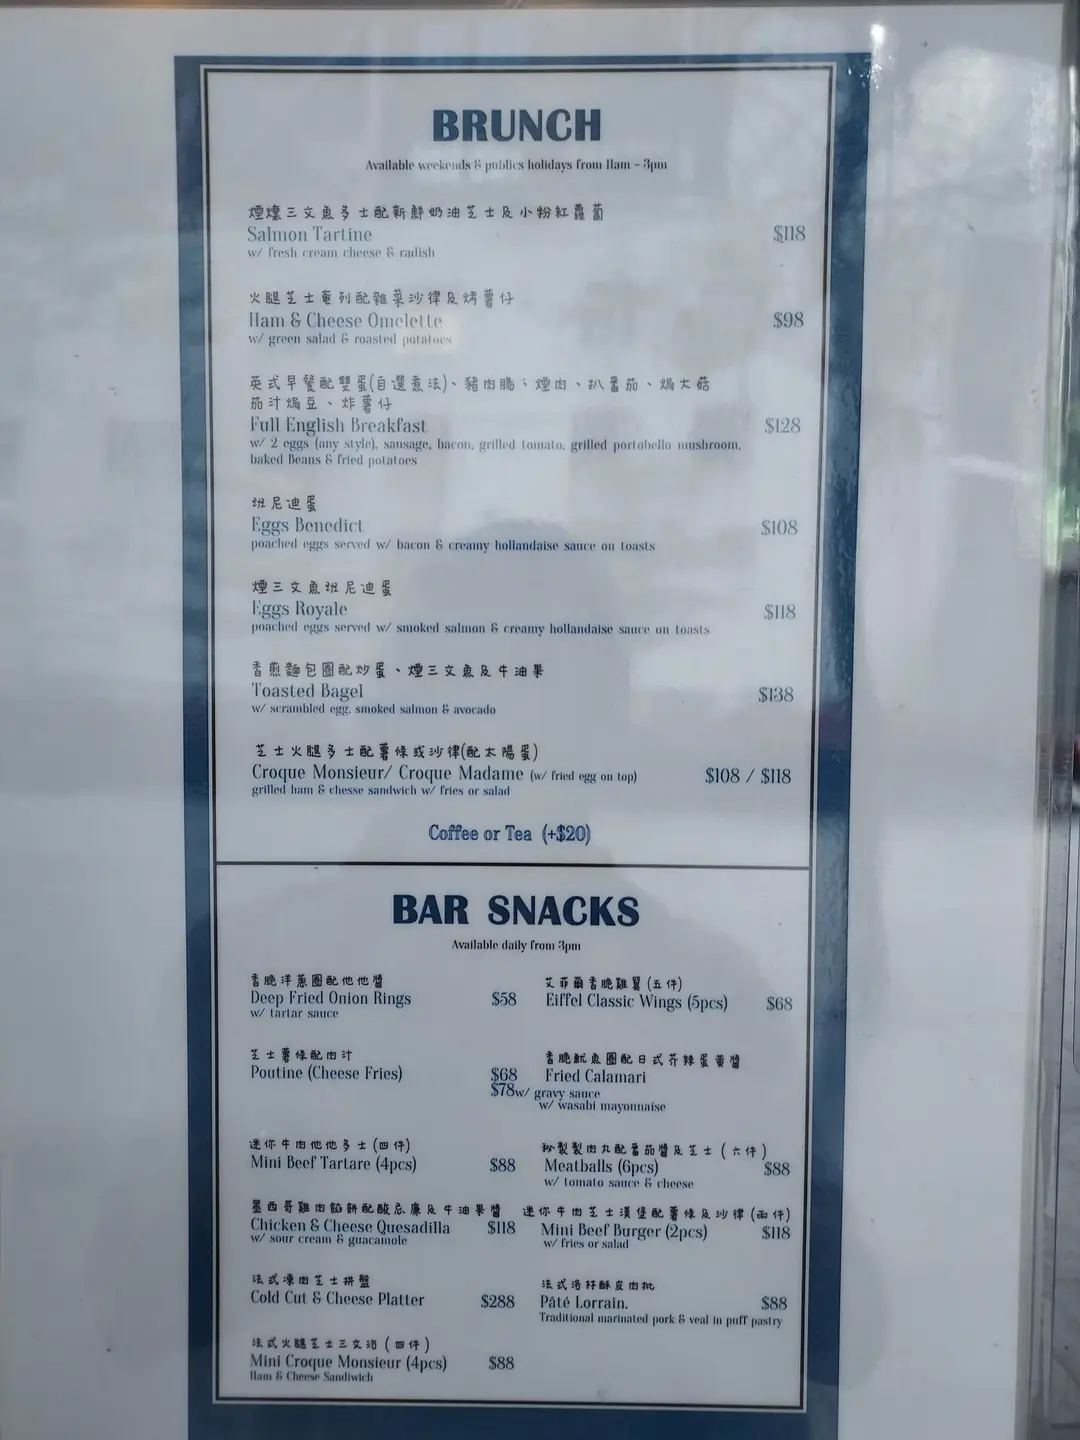 BRUNCH
Available weekends & publics holidays from 11am - 3pm
煙燻三文魚多士配新鮮奶油芝士及小粉紅蘿蔔
Salmon Tartine $118
w/ fresh cream cheese & radish
火腿芝士奄列配雜菜沙律及烤薯仔
Ham & Cheese Omelette $98
w/ green salad & roasted potatoes
英式早餐配雙蛋(自選煮法)、豬肉腸、煙肉、扒番茄、焗大菇
茄汁焗豆、炸薯仔
Full English Breakfast $128
w/ 2 eggs (any style), sausage, bacon, grilled tomato, grilled portobello mushroom,
baked Beans & fried potatoes
班尼迪蛋
Eggs Benedict $108
poached eggs served w/ bacon & creamy hollandaise sauce on toasts
煙三文魚班尼迪蛋
Eggs Royale $118
poached eggs served w/ smoked salmon & creamy hollandaise sauce on toasts
香煎麵包圈配炒蛋、煙三文魚及牛油果
Toasted Bagel $138
w/ scrambled egg, smoked salmon & avocado
芝士火腿多士配薯條或沙律(配太陽蛋)
Croque Monsieur/ Croque Madame (w/ fried egg on top) $108 / $118
grilled ham & chesse sandwich w/ fries or salad
Coffee or Tea (+$20)
BAR SNACKS
Available daily from 3pm
香脆洋蔥圈配他他醬
Deep Fried Onion Rings $58
w/ tartar sauce
艾菲爾香脆雞翼(五件)
Eiffel Classic Wings (5pcs) $68
芝士薯條配肉汁
Poutine (Cheese Fries) $68
$78 w/ gravy sauce
香脆魷魚圈配日式芥辣蛋黃醬
Fried Calamari
w/ wasabi mayonnaise
迷你牛肉他他多士(四件)
Mini Beef Tartare (4pcs) $88
秘製製肉丸配番茄醬及芝士(六件)
Meatballs (6pcs) $88
w/ tomato sauce & cheese
墨西哥雞肉餡餅配酸忌廉及牛油果醬
Chicken & Cheese Quesadilla $118
w/ sour cream & guacamole
迷你牛肉芝士漢堡配薯條及沙律(兩件)
Mini Beef Burger (2pcs) $118
w/ fries or salad
法式凍肉芝士拼盤
Cold Cut & Cheese Platter $288
法式洛林酥皮肉批
Pâté Lorrain. $88
Traditional marinated pork & veal in puff pastry
法式火腿芝士三文治(四件)
Mini Croque Monsieur (4pcs) $88
Ham & Cheese Sandwich